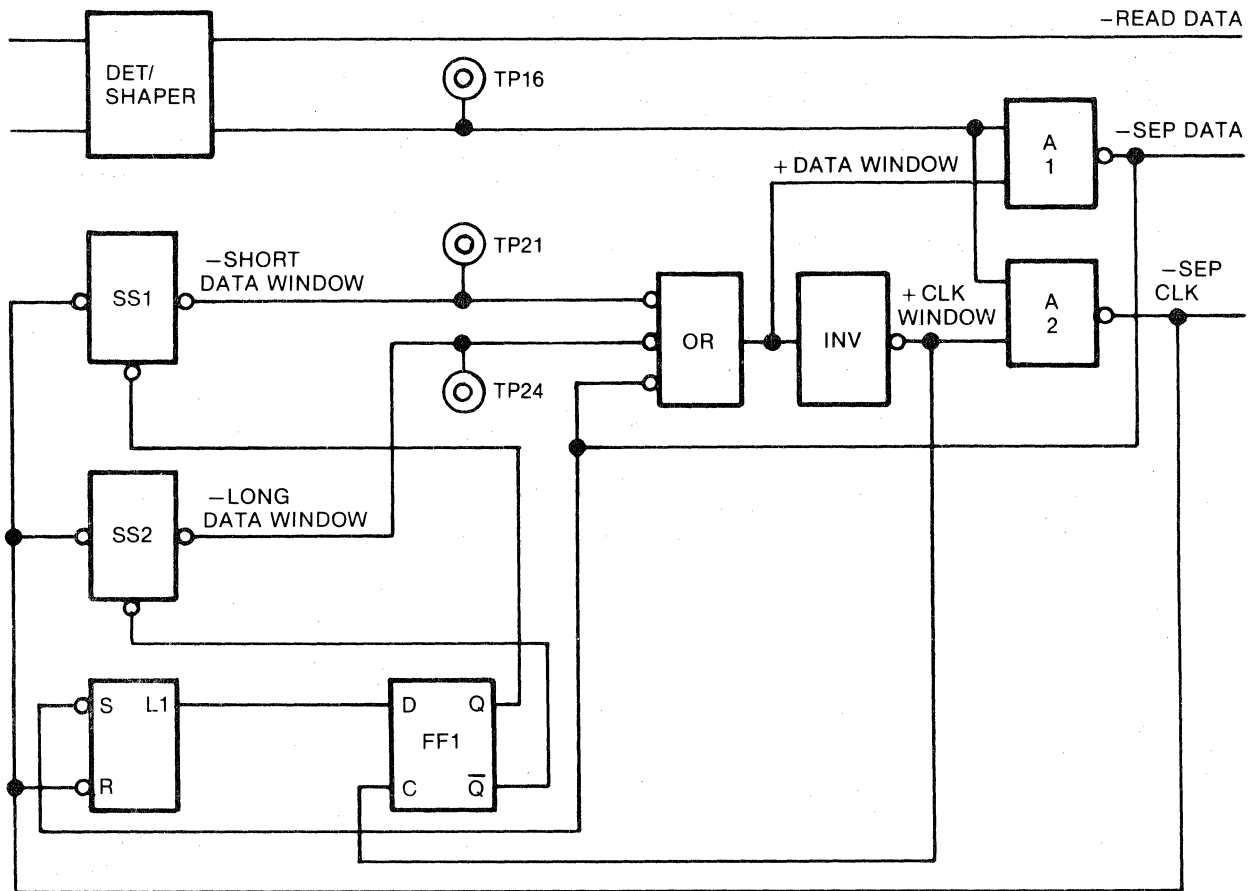 –READ DATA
DET/
SHAPER
TP16
A
1
–SEP DATA
+ DATA WINDOW
TP21
–SHORT
DATA WINDOW
SS1
–SEP
CLK
+ CLK
WINDOW
A
2
OR
INV
TP24
–LONG
DATA WINDOW
SS2
S L1
R
D Q
FF1
C Q̅